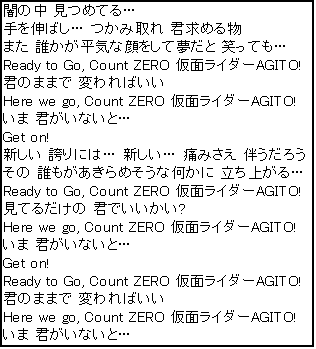 闇の中 見つめてる…
手を伸ばし… つかみ取れ 君求める物
また 誰かが平気な顔をして夢だと 笑っても…
Ready to Go, Count ZERO 仮面ライダーAGITO!
君のままで 変わればいい
Here we go, Count ZERO 仮面ライダーAGITO!
いま 君がいないと…
Get on!
新しい 誇りには… 新しい… 痛みさえ 伴うだろう
その 誰もがあきらめそうな何かに 立ち上がる…
Ready to Go, Count ZERO 仮面ライダーAGITO!
見てるだけの 君でいいかい?
Here we go, Count ZERO 仮面ライダーAGITO!
いま 君がいないと…
Get on!
Ready to Go, Count ZERO 仮面ライダーAGITO!
君のままで 変わればいい
Here we go, Count ZERO 仮面ライダーAGITO!
いま 君がいないと…